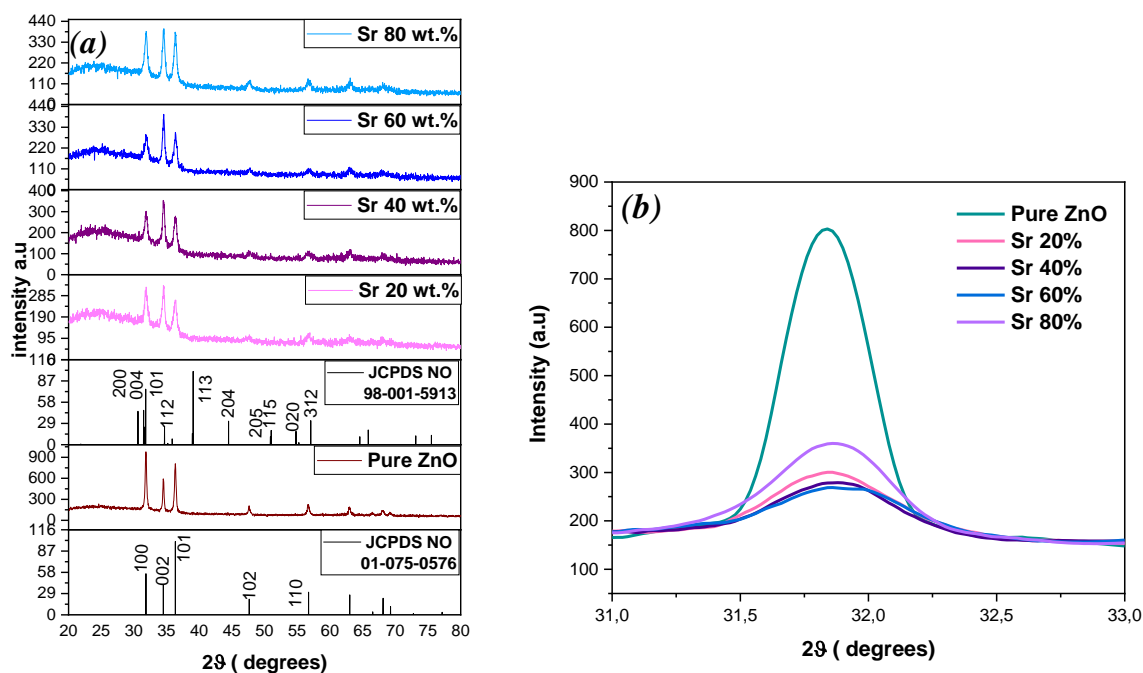 (a)
Sr 80 wt.%
440
330
220
110
0
Sr 60 wt.%
440
330
220
110
0
Sr 40 wt.%
400
300
200
100
0
Sr 20 wt.%
285
190
95
JCPDS NO
98-001-5913
116
87
58
29
0
200
004
101
112
113
204
205
115
020
312
Pure ZnO
900
600
300
0
JCPDS NO
01-075-0576
116
87
58
29
0
100
002
101
102
110
20 25 30 35 40 45 50 55 60 65 70 75 80
2ϑ ( degrees)
intensity a.u
(b)
900
800
700
600
500
400
300
200
100
Pure ZnO
Sr 20%
Sr 40%
Sr 60%
Sr 80%
31,0 31,5 32,0 32,5 33,0
2ϑ ( degrees)
Intensity (a.u)